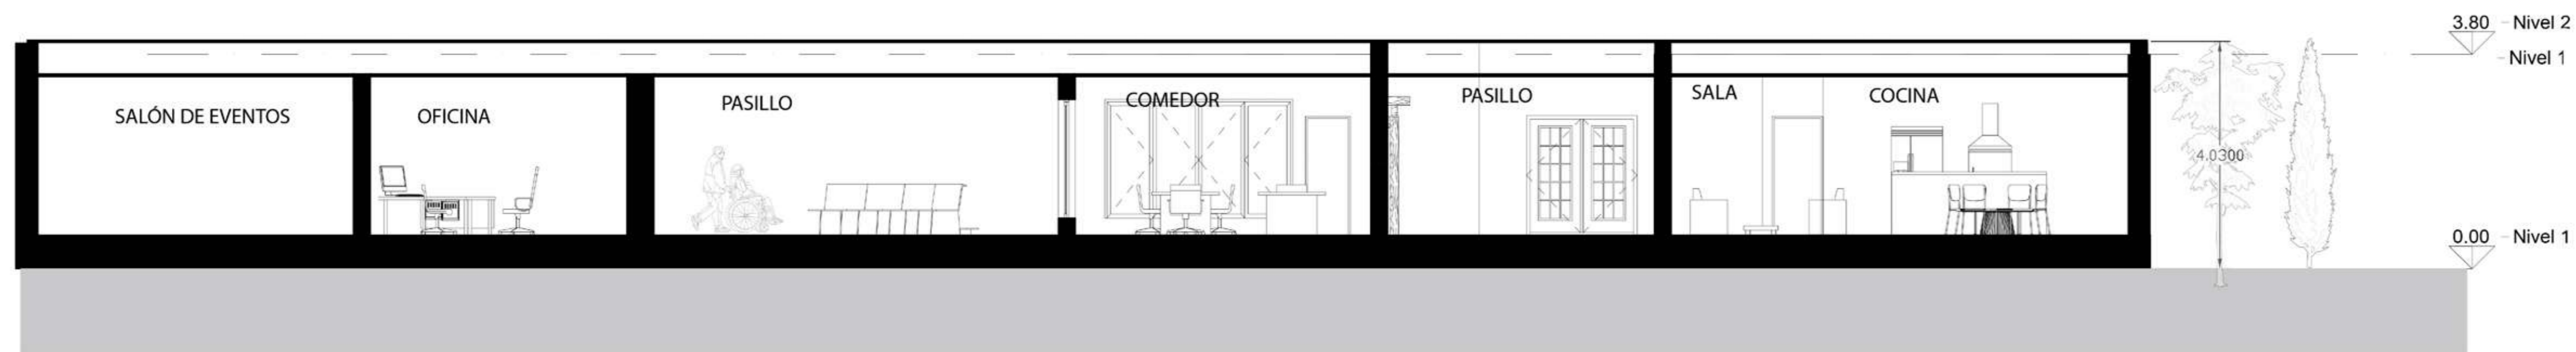 3.80 Nivel 2
Nivel 1
SALÓN DE EVENTOS
OFICINA
PASILLO
COMEDOR
PASILLO
SALA
COCINA
4.0300
0.00 Nivel 1